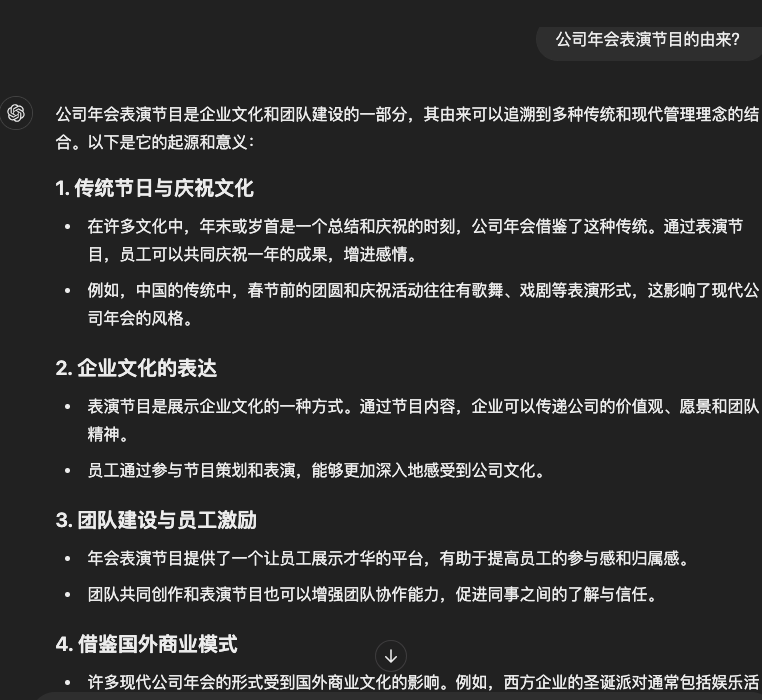 公司年会表演节目的由来?
公司年会表演节目是企业文化和团队建设的一部分，其由来可以追溯到多种传统和现代管理理念的结
合。以下是它的起源和意义：
1. 传统节日与庆祝文化
• 在许多文化中，年末或岁首是一个总结和庆祝的时刻，公司年会借鉴了这种传统。通过表演节
目，员工可以共同庆祝一年的成果，增进感情。
• 例如，中国的传统中，春节前的团圆和庆祝活动往往有歌舞、戏剧等表演形式，这影响了现代公
司年会的风格。
2. 企业文化的表达
• 表演节目是展示企业文化的一种方式。通过节目内容，企业可以传递公司的价值观、愿景和团队
精神。
• 员工通过参与节目策划和表演，能够更加深入地感受到公司文化。
3. 团队建设与员工激励
• 年会表演节目提供了一个让员工展示才华的平台，有助于提高员工的参与感和归属感。
• 团队共同创作和表演节目也可以增强团队协作能力，促进同事之间的了解与信任。
4. 借鉴国外商业模式
• 许多现代公司年会的形式受到国外商业文化的影响。例如，西方企业的圣诞派对通常包括娱乐活